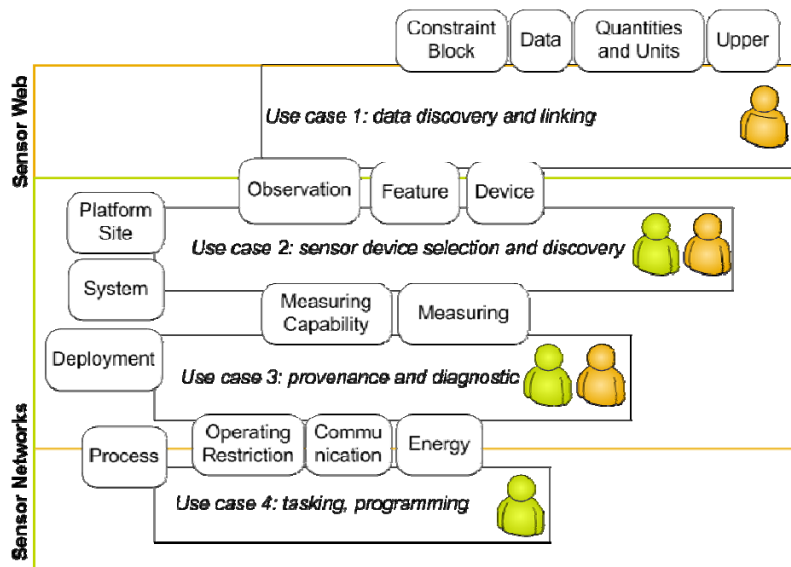 Constraint
Block
Data
Quantities
and Units
Upper
Sensor Web
Use case 1: data discovery and linking
Observation
Feature
Device
Platform
Site
Use case 2: sensor device selection and discovery
System
Measuring
Capability
Measuring
Deployment
Use case 3: provenance and diagnostic
Sensor Networks
Process
Operating
Restriction
Commu
nication
Energy
Use case 4: tasking, programming